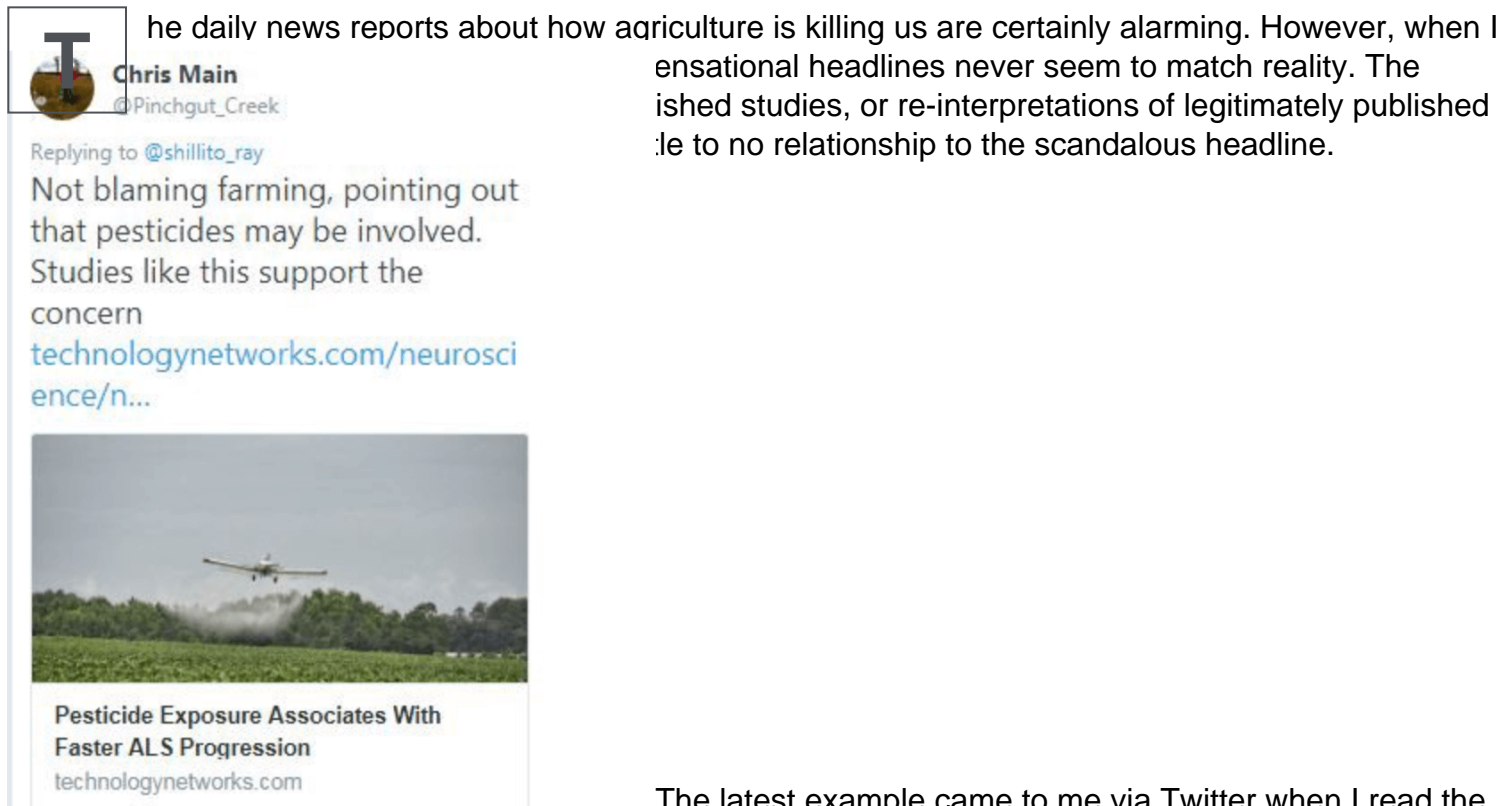 The daily news reports about how agriculture is killing us are certainly alarming. However, when I
ensational headlines never seem to match reality. The
ished studies, or re-interpretations of legitimately published
le to no relationship to the scandalous headline.
Chris Main
@Pinchgut_Creek
Replying to @shillito_ray
Not blaming farming, pointing out
that pesticides may be involved.
Studies like this support the
concern
technologynetworks.com/neurosci
ence/n...
Pesticide Exposure Associates With
Faster ALS Progression
technologynetworks.com
The latest example came to me via Twitter when I read the